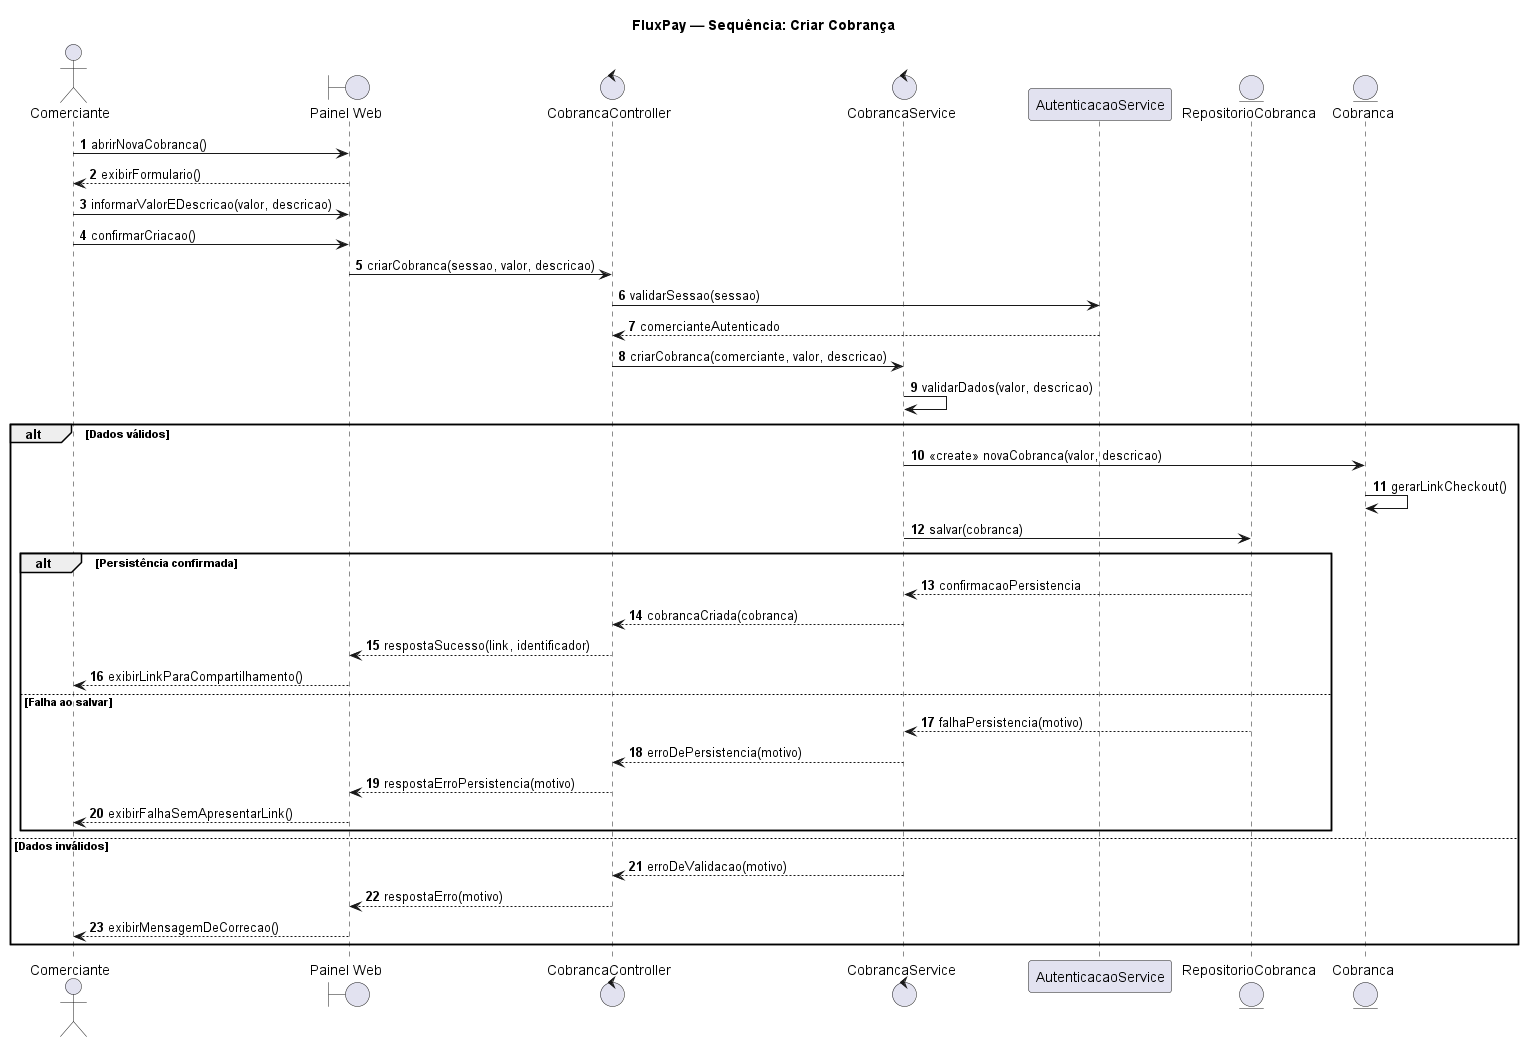 FluxPay — Sequência: Criar Cobrança
Comerciante
Painel Web
CobrancaController
CobrancaService
AutenticacaoService
RepositorioCobranca
Cobranca
1 abrirNovaCobranca()
2 exibirFormulario()
3 informarValorEDescricao(valor, descricao)
4 confirmarCriacao()
5 criarCobranca(sessao, valor, descricao)
6 validarSessao(sessao)
7 comercianteAutenticado
8 criarCobranca(comerciante, valor, descricao)
9 validarDados(valor, descricao)
alt [Dados válidos]
10 «create» novaCobranca(valor, descricao)
11 gerarLinkCheckout()
12 salvar(cobranca)
alt [Persistência confirmada]
13 confirmacaoPersistencia
14 cobrancaCriada(cobranca)
15 respostaSucesso(link, identificador)
16 exibirLinkParaCompartilhamento()
[Falha ao salvar]
17 falhaPersistencia(motivo)
18 erroDePersistencia(motivo)
19 respostaErroPersistencia(motivo)
20 exibirFalhaSemApresentarLink()
[Dados inválidos]
21 erroDeValidacao(motivo)
22 respostaErro(motivo)
23 exibirMensagemDeCorrecao()
Comerciante
Painel Web
CobrancaController
CobrancaService
AutenticacaoService
RepositorioCobranca
Cobranca